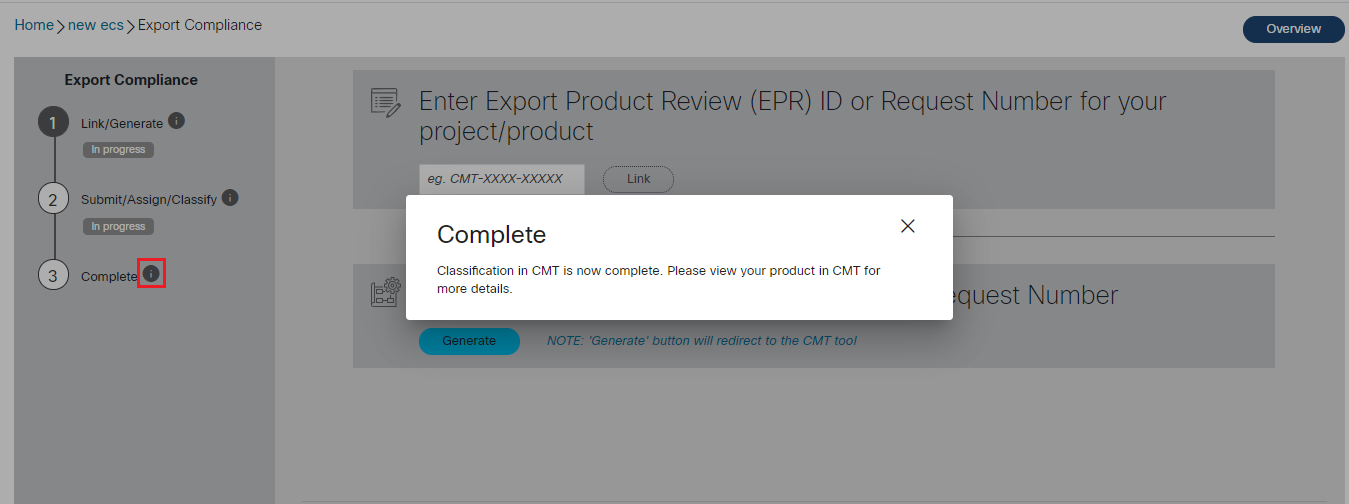 Home > new ecs > Export Compliance
Overview
Export Compliance
1 Link/Generate i
In progress
2 Submit/Assign/Classify i
In progress
3 Complete i
Enter Export Product Review (EPR) ID or Request Number for your
project/product
eg. CMT-XXXX-XXXXX
Link
Complete
Classification in CMT is now complete. Please view your product in CMT for
more details.
equest Number
Generate
NOTE: 'Generate' button will redirect to the CMT tool